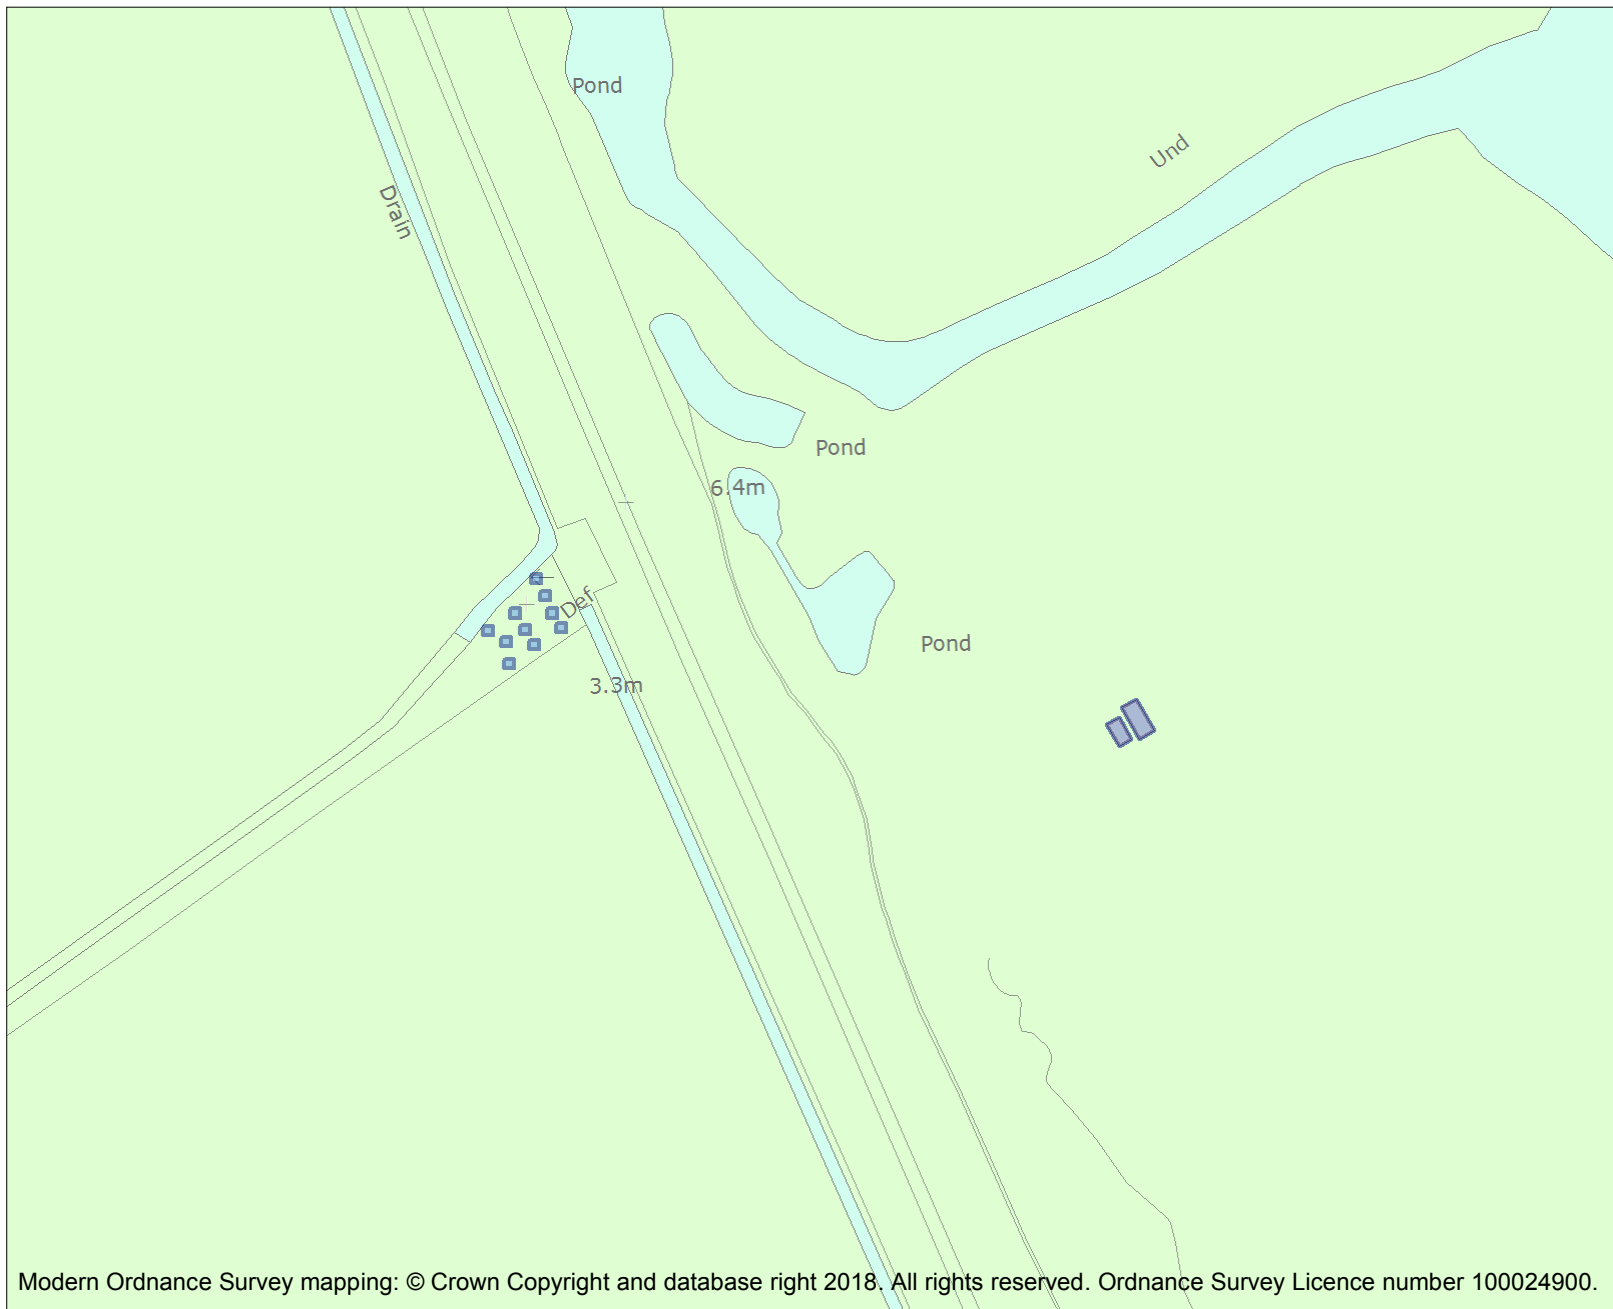 Pond
Und
Drain
Pond
6.4m
Def
Pond
3.3m
Modern Ordnance Survey mapping: © Crown Copyright and database right 2018. All rights reserved. Ordnance Survey Licence number 100024900.